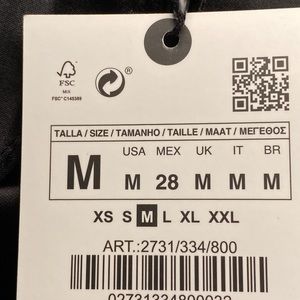 FSC
MIX
FSC® C145389
®
TALLA / SIZE / TAMANHO / TAILLE / MAAT / ΜΕΓΕΘΟΣ
USA MEX UK IT BR
M M 28 M M M
XS S M L XL XXL
ART.:2731/334/800
02731334800022